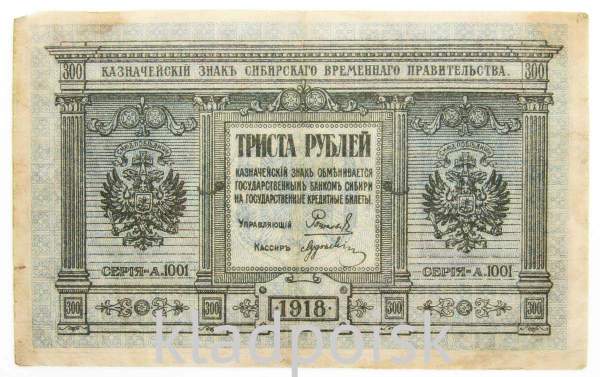 300 КАЗНАЧЕЙСКІЙ ЗНАКЪ СИБИРСКАГО ВРЕМЕННАГО ПРАВИТЕЛЬСТВА. 300
ТРИСТА РУБЛЕЙ
КАЗНАЧЕЙСКІЙ ЗНАКЪ ОБМѢНИВАЕТСЯ
ГОСУДАРСТВЕННЫМЪ БАНКОМЪ СИБИРИ
НА ГОСУДАРСТВЕННЫЕ КРЕДИТНЫЕ БИЛЕТЫ.
УПРАВЛЯЮЩІЙ
КАССИРЪ
СЕРІЯ-А.1001
СЕРІЯ-А.1001
300 300 1918 300 300
kladpoisk